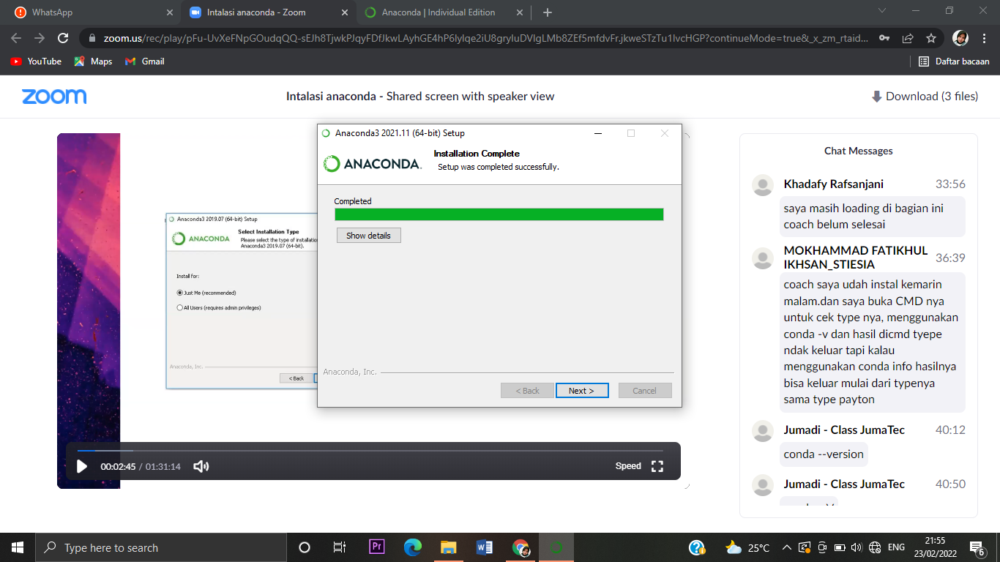 WhatsApp
Intalasi anaconda - Zoom
Anaconda | Individual Edition
zoom.us/rec/play/pFu-UvXeFNpGOudqQQ-sEJh8TjwkPJqyFDfJkwLAyhGE4hP6lyIqe2iU8gryIuDVIgLMb8ZEf5mfdvFr.jkweSTzTu1IvcHGP?continueMode=true&_x_zm_rtaid...
YouTube
Maps
Gmail
Daftar bacaan
zoom
Intalasi anaconda - Shared screen with speaker view
Download (3 files)
Anaconda3 2019.07 (64-bit) Setup
ANACONDA
Select Installation Type
Please select the type of installatio
Anaconda3 2019.07 (64-bit).
Install for:
Just Me (recommended)
All Users (requires admin privileges)
Anaconda, Inc.
< Back
Anaconda3 2021.11 (64-bit) Setup
ANACONDA.
Installation Complete
Setup was completed successfully.
Completed
Show details
Anaconda, Inc.
< Back
Next >
Cancel
00:02:45 / 01:31:14
Speed
Chat Messages
Khadafy Rafsanjani
33:56
saya masih loading di bagian ini
coach belum selesai
MOKHAMMAD FATIKHUL
IKHSAN_STIESIA
36:39
coach saya udah instal kemarin
malam.dan saya buka CMD nya
untuk cek type nya, menggunakan
conda -v dan hasil dicmd tyepe
ndak keluar tapi kalau
menggunakan conda info hasilnya
bisa keluar mulai dari typenya
sama type payton
Jumadi - Class JumaTec
40:12
conda --version
Jumadi - Class JumaTec
40:50
Type here to search
Pr
25°C
ENG
21:55
23/02/2022
6